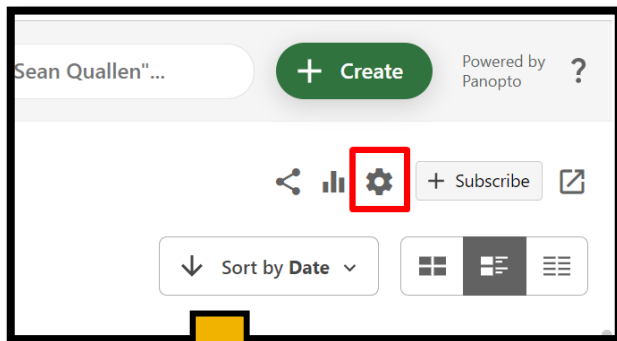 Sean Quallen"...
+ Create
Powered by
Panopto
?
+ Subscribe
Sort by Date